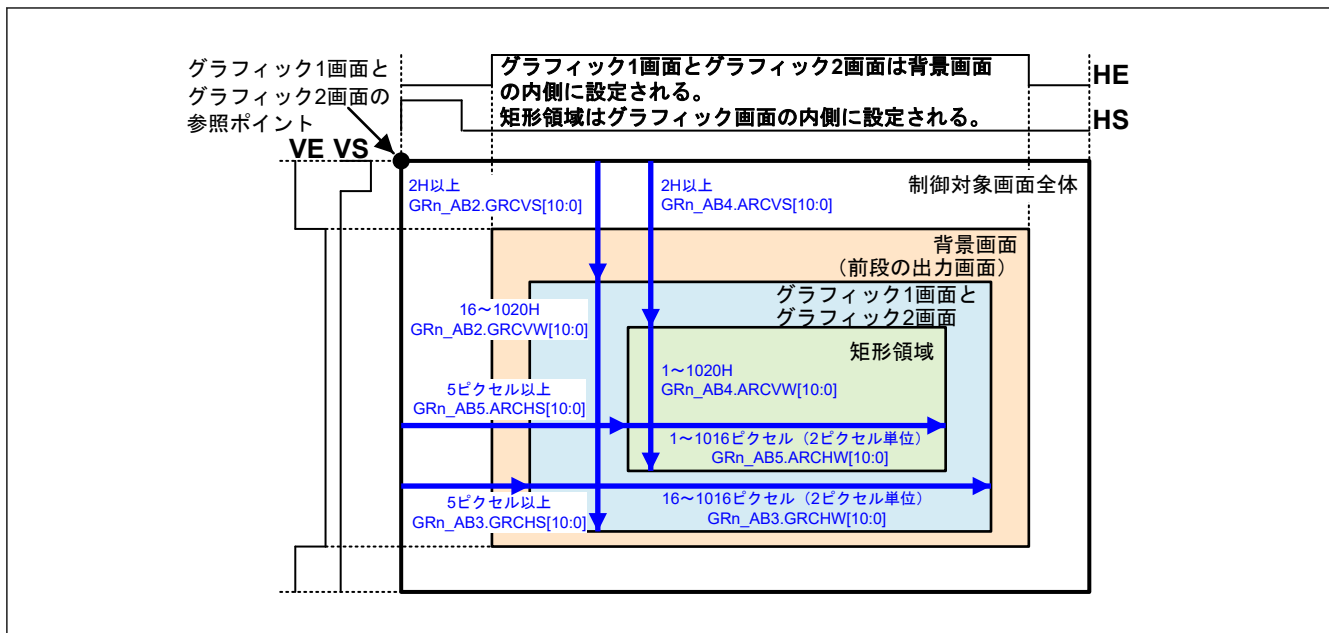 グラフィック1画面と
グラフィック2画面の
参照ポイント
グラフィック1画面とグラフィック2画面は背景画面
の内側に設定される。
矩形領域はグラフィック画面の内側に設定される。
HE
HS
VE VS
2H以上
GRn_AB2.GRCVS[10:0]
2H以上
GRn_AB4.ARCVS[10:0]
制御対象画面全体
背景画面
(前段の出力画面)
グラフィック1画面と
グラフィック2画面
16~1020H
GRn_AB2.GRCVW[10:0]
矩形領域
1~1020H
GRn_AB4.ARCVW[10:0]
5ピクセル以上
GRn_AB5.ARCHS[10:0]
1~1016ピクセル(2ピクセル単位)
GRn_AB5.ARCHW[10:0]
5ピクセル以上
GRn_AB3.GRCHS[10:0]
16~1016ピクセル(2ピクセル単位)
GRn_AB3.GRCHW[10:0]